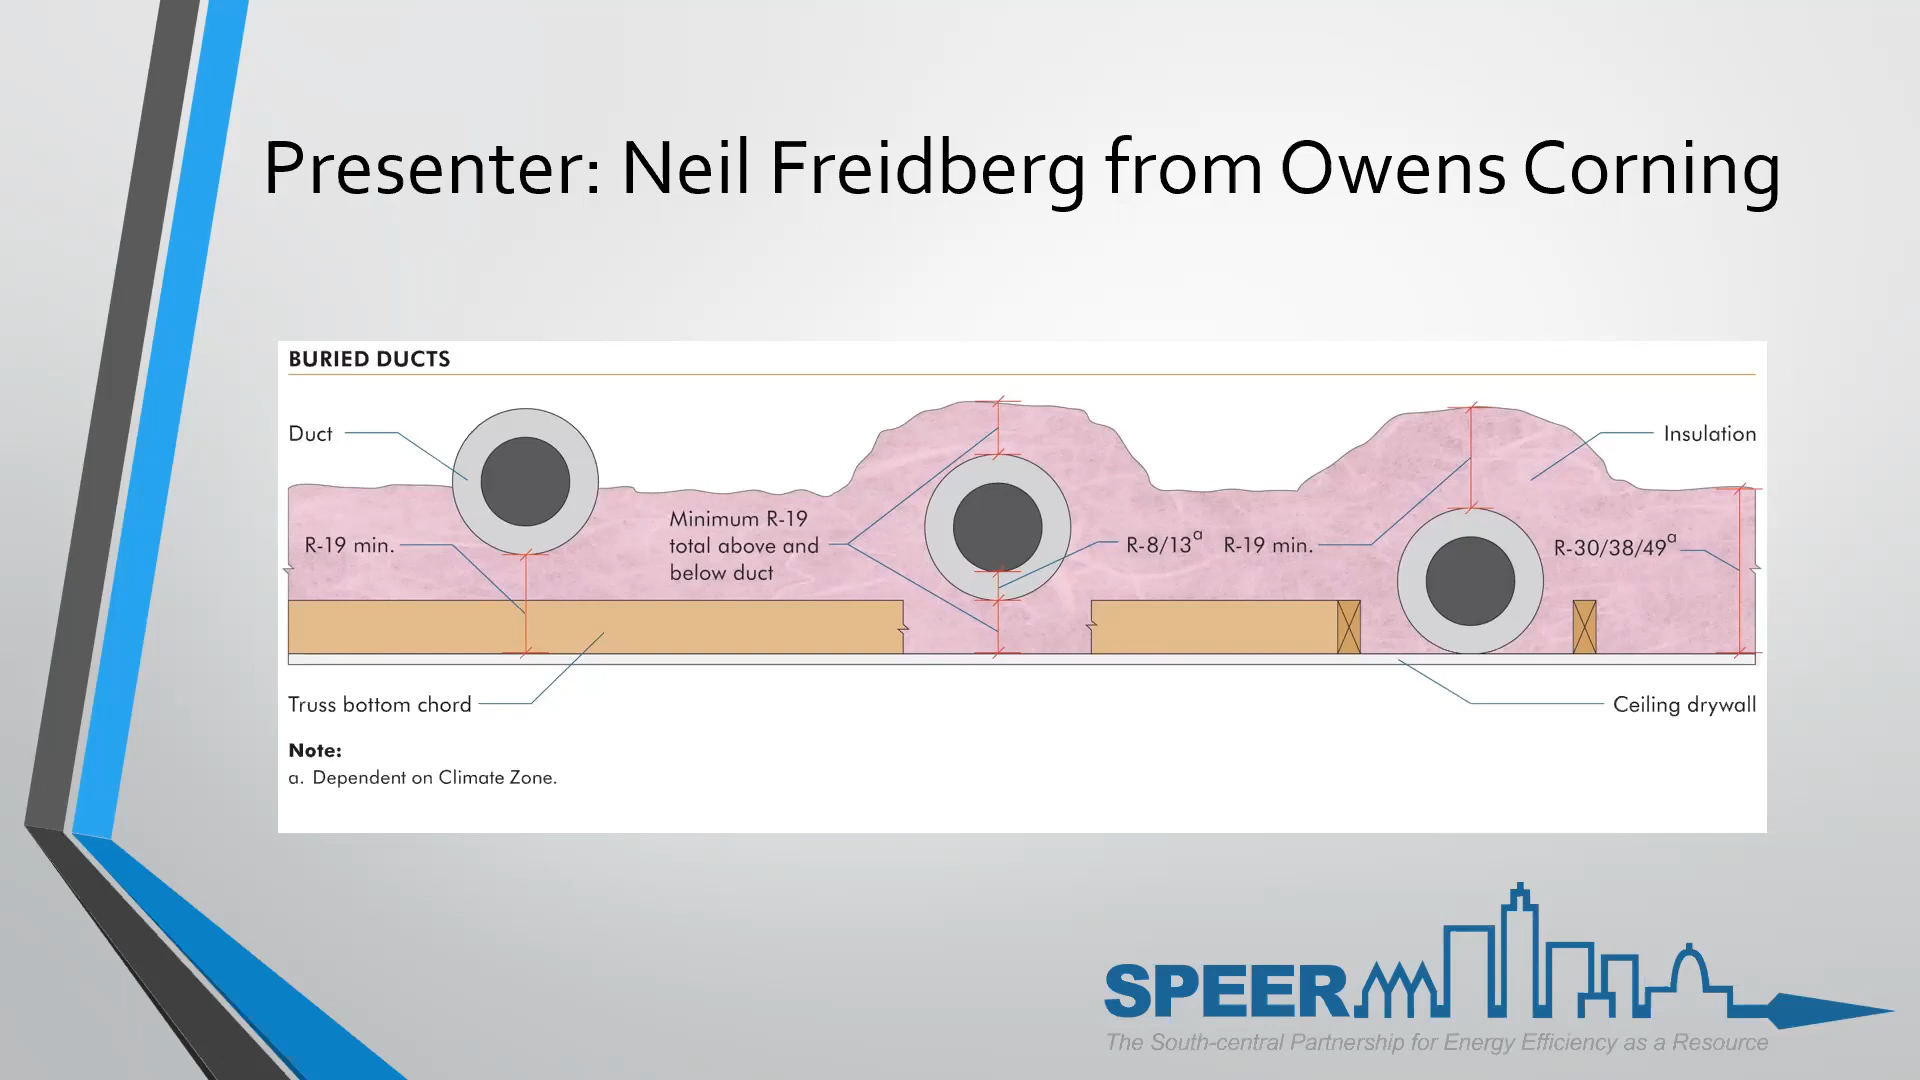 Presenter: Neil Freidberg from Owens Corning
BURIED DUCTS
Duct
Insulation
R-19 min.
Minimum R-19
total above and
below duct
R-8/13a
R-19 min.
R-30/38/49a
Truss bottom chord
Ceiling drywall
Note:
a. Dependent on Climate Zone.
SPEER
The South-central Partnership for Energy Efficiency as a Resource